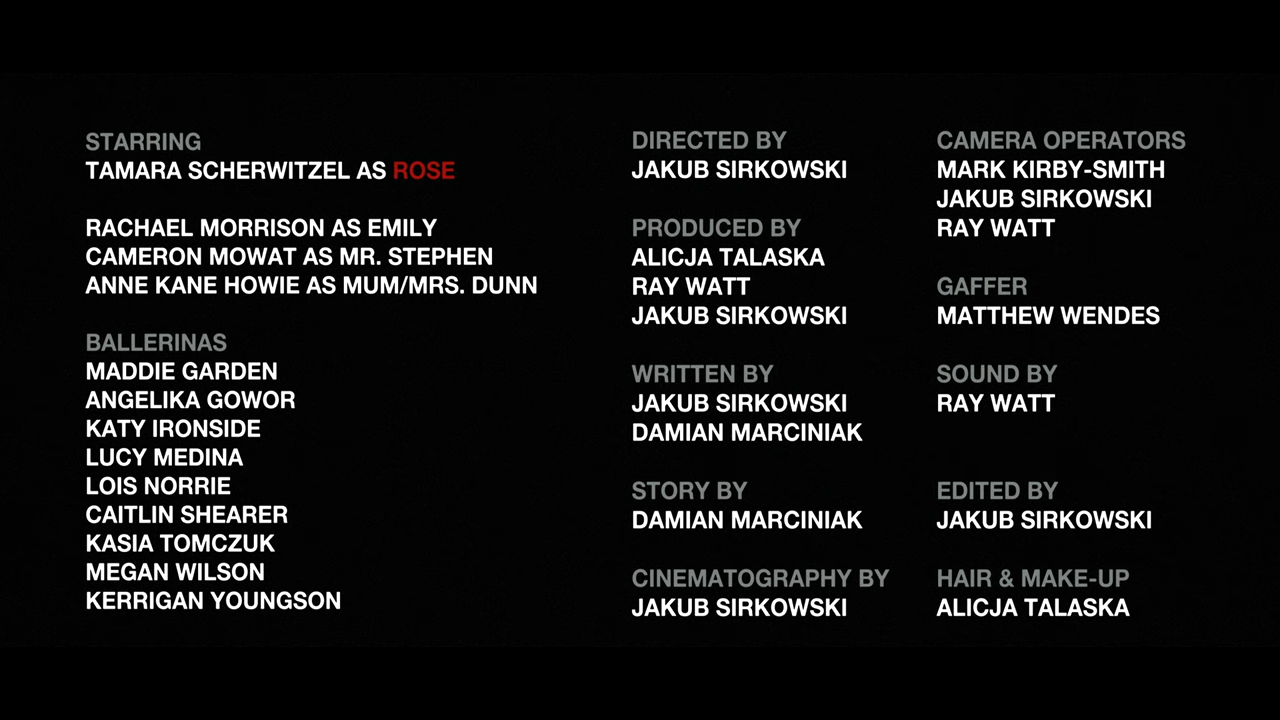 STARRING
TAMARA SCHERWITZEL AS ROSE
RACHAEL MORRISON AS EMILY
CAMERON MOWAT AS MR. STEPHEN
ANNE KANE HOWIE AS MUM/MRS. DUNN
BALLERINAS
MADDIE GARDEN
ANGELIKA GOWOR
KATY IRONSIDE
LUCY MEDINA
LOIS NORRIE
CAITLIN SHEARER
KASIA TOMCZUK
MEGAN WILSON
KERRIGAN YOUNGSON
DIRECTED BY
JAKUB SIRKOWSKI
PRODUCED BY
ALICJA TALASKA
RAY WATT
JAKUB SIRKOWSKI
WRITTEN BY
JAKUB SIRKOWSKI
DAMIAN MARCINIAK
STORY BY
DAMIAN MARCINIAK
CINEMATOGRAPHY BY
JAKUB SIRKOWSKI
CAMERA OPERATORS
MARK KIRBY-SMITH
JAKUB SIRKOWSKI
RAY WATT
GAFFER
MATTHEW WENDES
SOUND BY
RAY WATT
EDITED BY
JAKUB SIRKOWSKI
HAIR & MAKE-UP
ALICJA TALASKA